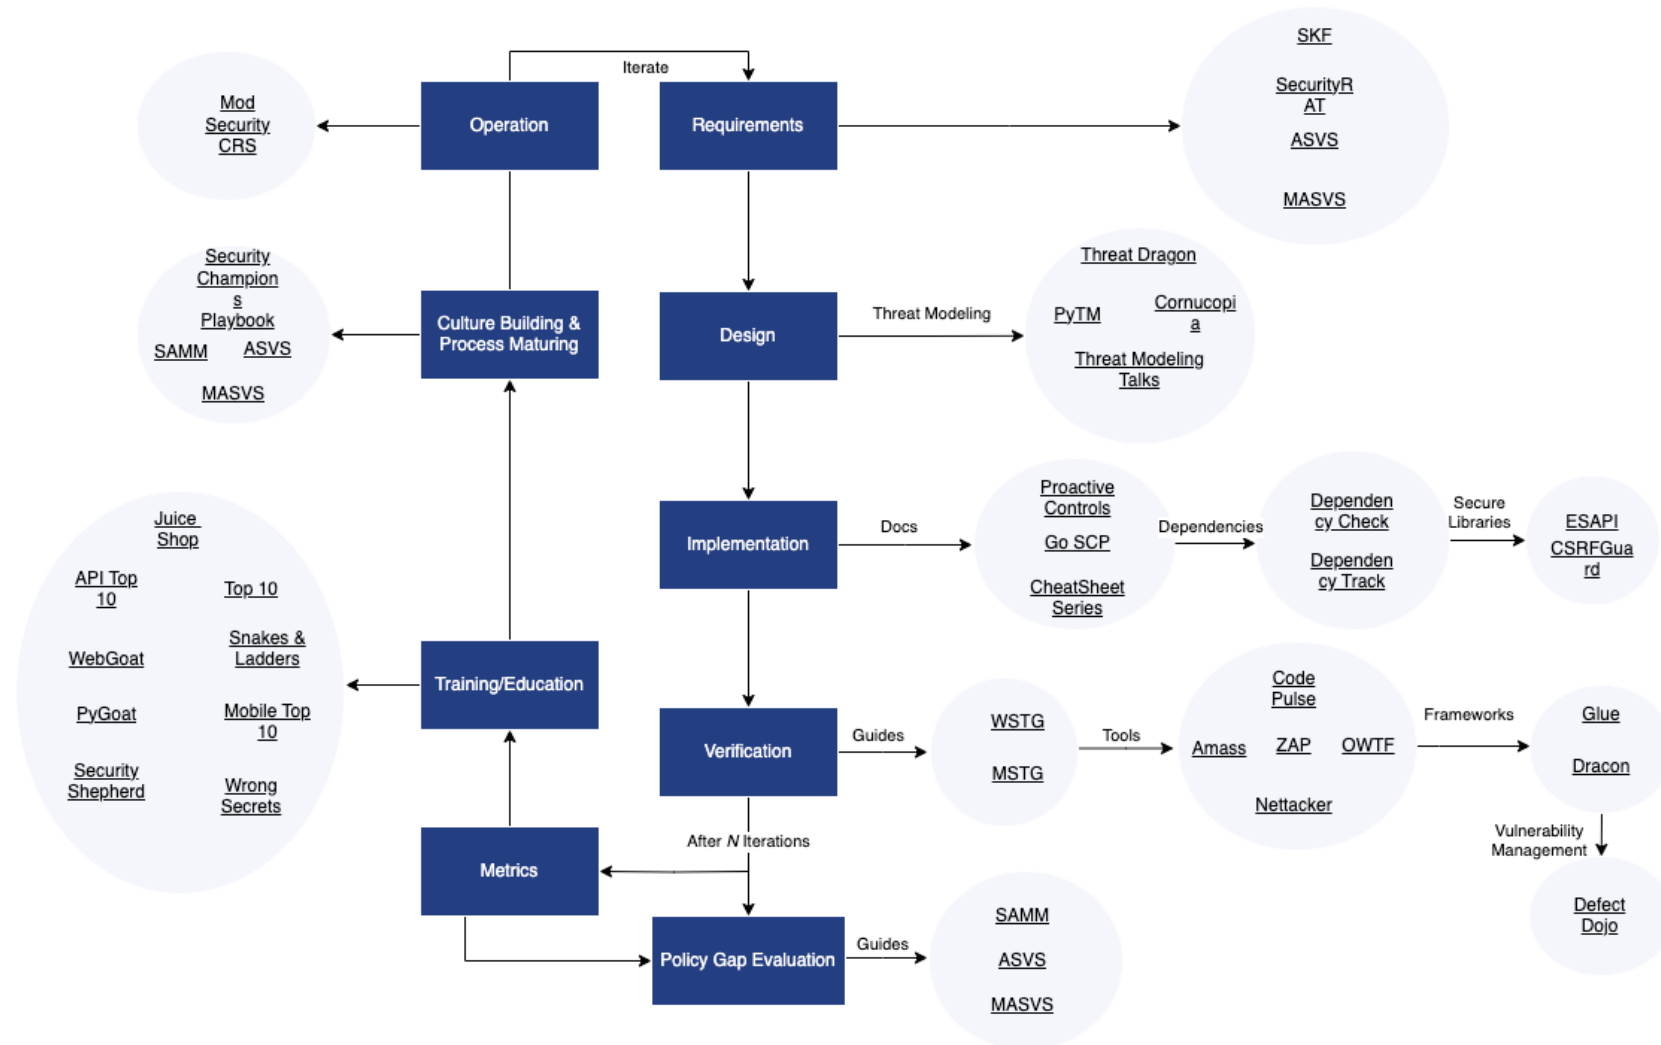 Iterate
Operation
Requirements
Mod
Security
CRS
SKF
SecurityR
AT
ASVS
MASVS
Security
Champion
s
Playbook
SAMM
ASVS
MASVS
Culture Building &
Process Maturing
Design
Threat Modeling
Threat Dragon
PyTM
Cornucopi
a
Threat Modeling
Talks
Implementation
Docs
Proactive
Controls
Go SCP
CheatSheet
Series
Dependencies
Dependen
cy Check
Dependen
cy Track
Secure
Libraries
ESAPI
CSRFGua
rd
Juice
Shop
API Top
10
Top 10
WebGoat
Snakes &
Ladders
PyGoat
Mobile Top
10
Security
Shepherd
Wrong
Secrets
Training/Education
Verification
Guides
WSTG
MSTG
Tools
Code
Pulse
Amass
ZAP
OWTF
Nettacker
Frameworks
Glue
Dracon
Vulnerability
Management
Defect
Dojo
After N Iterations
Metrics
Policy Gap Evaluation
Guides
SAMM
ASVS
MASVS